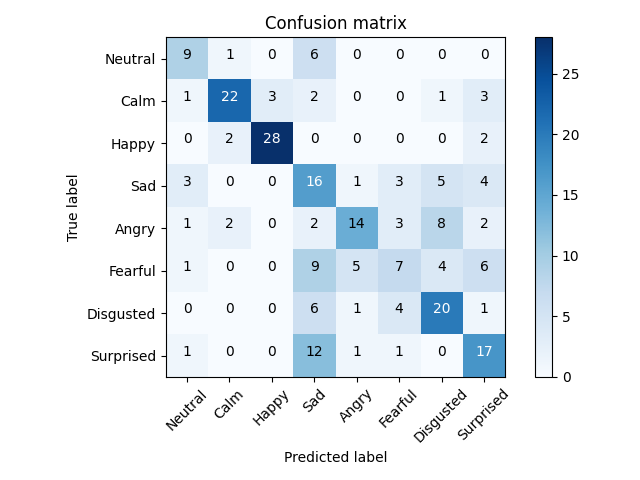 Confusion matrix
True label
Neutral 9 1 0 6 0 0 0 0
Calm 1 22 3 2 0 0 1 3
Happy 0 2 28 0 0 0 0 2
Sad 3 0 0 16 1 3 5 4
Angry 1 2 0 2 14 3 8 2
Fearful 1 0 0 9 5 7 4 6
Disgusted 0 0 0 6 1 4 20 1
Surprised 1 0 0 12 1 1 0 17
Neutral Calm Happy Sad Angry Fearful Disgusted Surprised
Predicted label
25
20
15
10
5
0